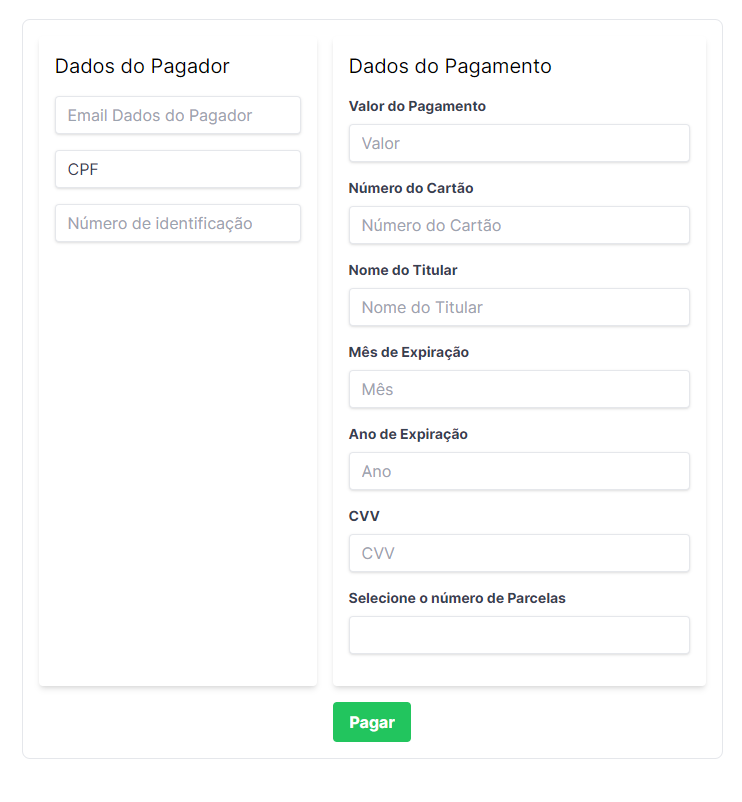 Dados do Pagador
Email Dados do Pagador
CPF
Número de identificação
Dados do Pagamento
Valor do Pagamento
Valor
Número do Cartão
Número do Cartão
Nome do Titular
Nome do Titular
Mês de Expiração
Mês
Ano de Expiração
Ano
CVV
CVV
Selecione o número de Parcelas
Pagar